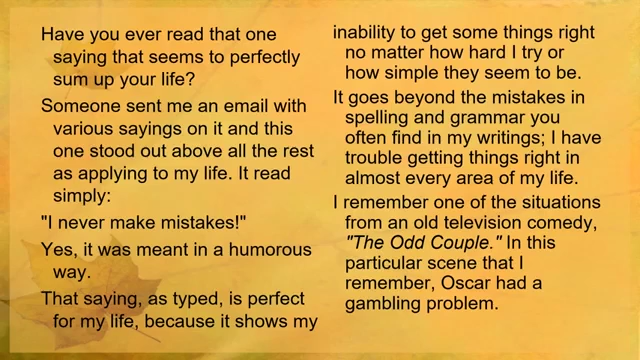 Have you ever read that one
saying that seems to perfectly
sum up your life?
Someone sent me an email with
various sayings on it and this
one stood out above all the rest
as applying to my life. It read
simply:
"I never make mistakes!"
Yes, it was meant in a humorous
way.
That saying, as typed, is perfect
for my life, because it shows my
inability to get some things right
no matter how hard I try or
how simple they seem to be.
It goes beyond the mistakes in
spelling and grammar you
often find in my writings; I have
trouble getting things right in
almost every area of my life.
I remember one of the situations
from an old television comedy,
"The Odd Couple." In this
particular scene that I
remember, Oscar had a
gambling problem.